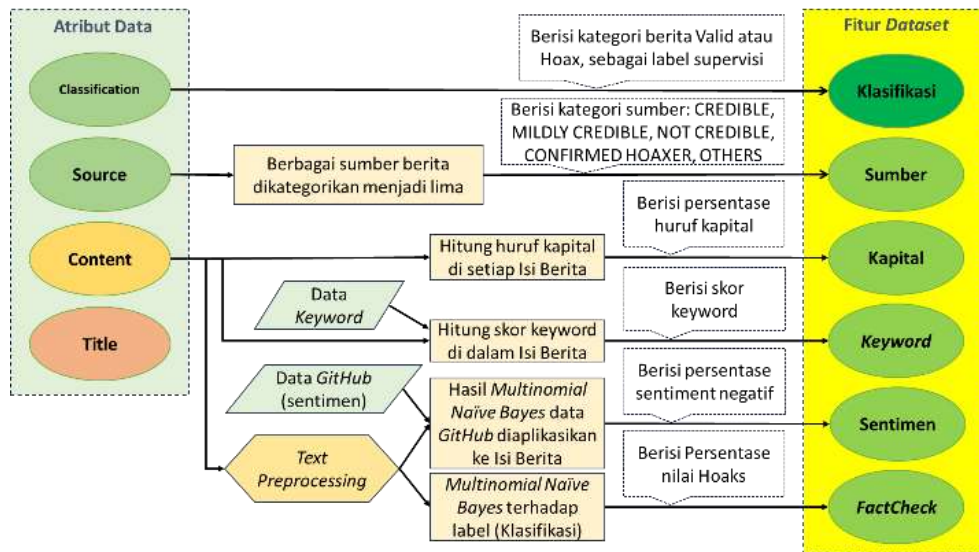 Atribut Data
Classification
Source
Content
Title
Berbagai sumber berita
dikategorikan menjadi lima
Data
Keyword
Data GitHub
(sentimen)
Text
Preprocessing
Hitung huruf kapital
di setiap Isi Berita
Hitung skor keyword
di dalam Isi Berita
Hasil Multinomial
Naïve Bayes data
GitHub diaplikasikan
ke Isi Berita
Multinomial Naïve
Bayes terhadap
label (Klasifikasi)
Berisi kategori berita Valid atau
Hoax, sebagai label supervisi
Berisi kategori sumber: CREDIBLE,
MILDLY CREDIBLE, NOT CREDIBLE,
CONFIRMED HOAXER, OTHERS
Berisi persentase
huruf kapital
Berisi skor
keyword
Berisi persentase
sentiment negatif
Berisi Persentase
nilai Hoaks
Fitur Dataset
Klasifikasi
Sumber
Kapital
Keyword
Sentimen
FactCheck